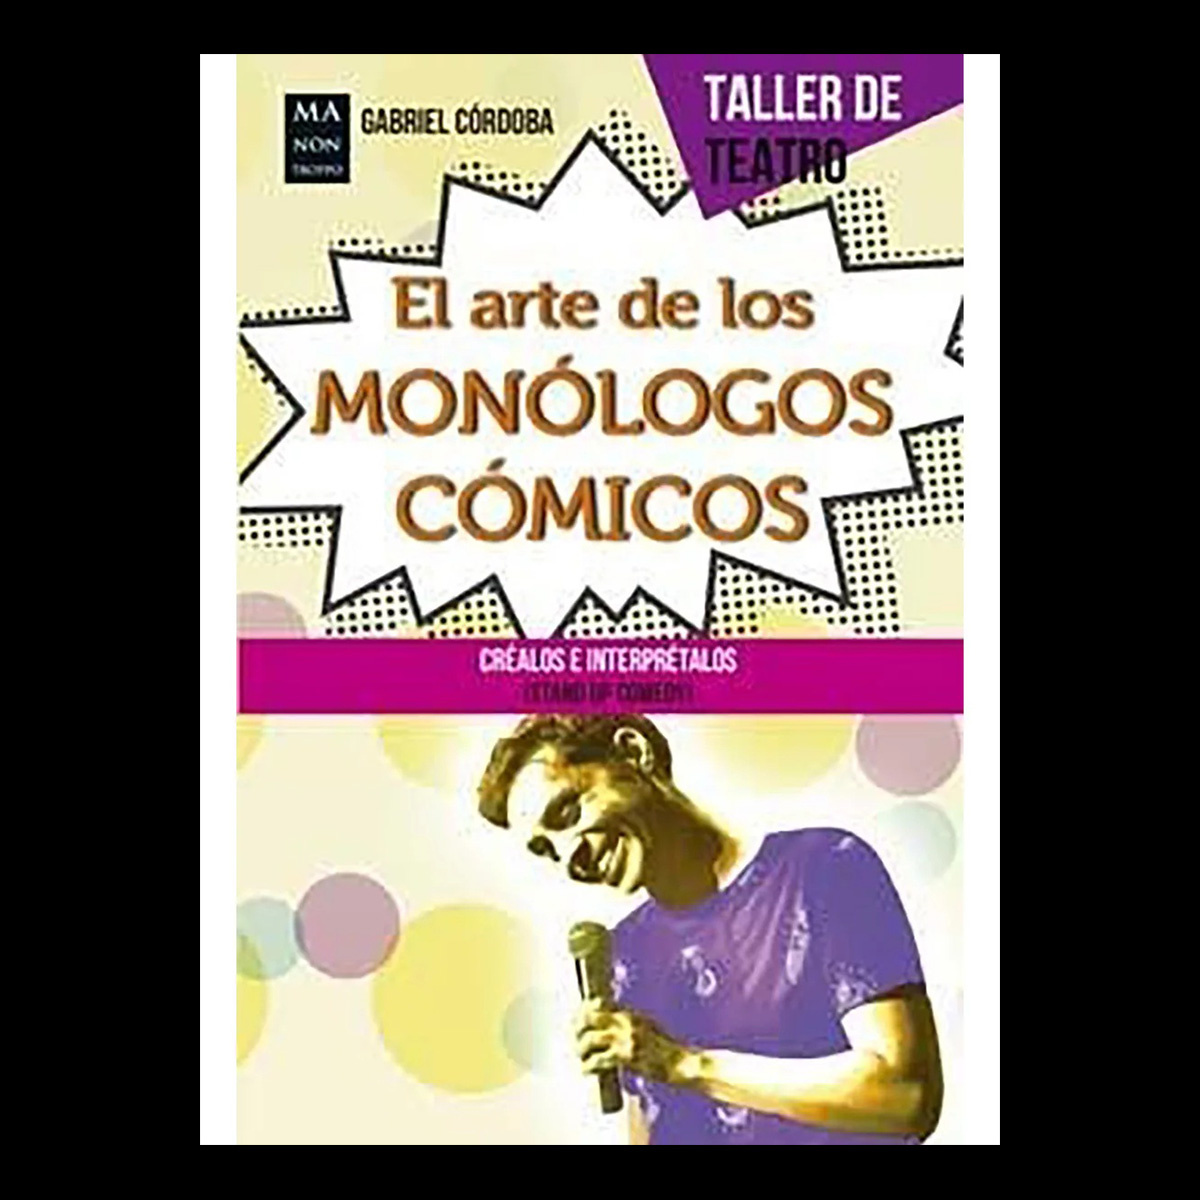 MA
NON
TROPPO
GABRIEL CÓRDOBA
TALLER DE
TEATRO
El arte de los
MONÓLOGOS
CÓMICOS
CRÉALOS E INTERPRÉTALOS
(STAND UP COMEDY)